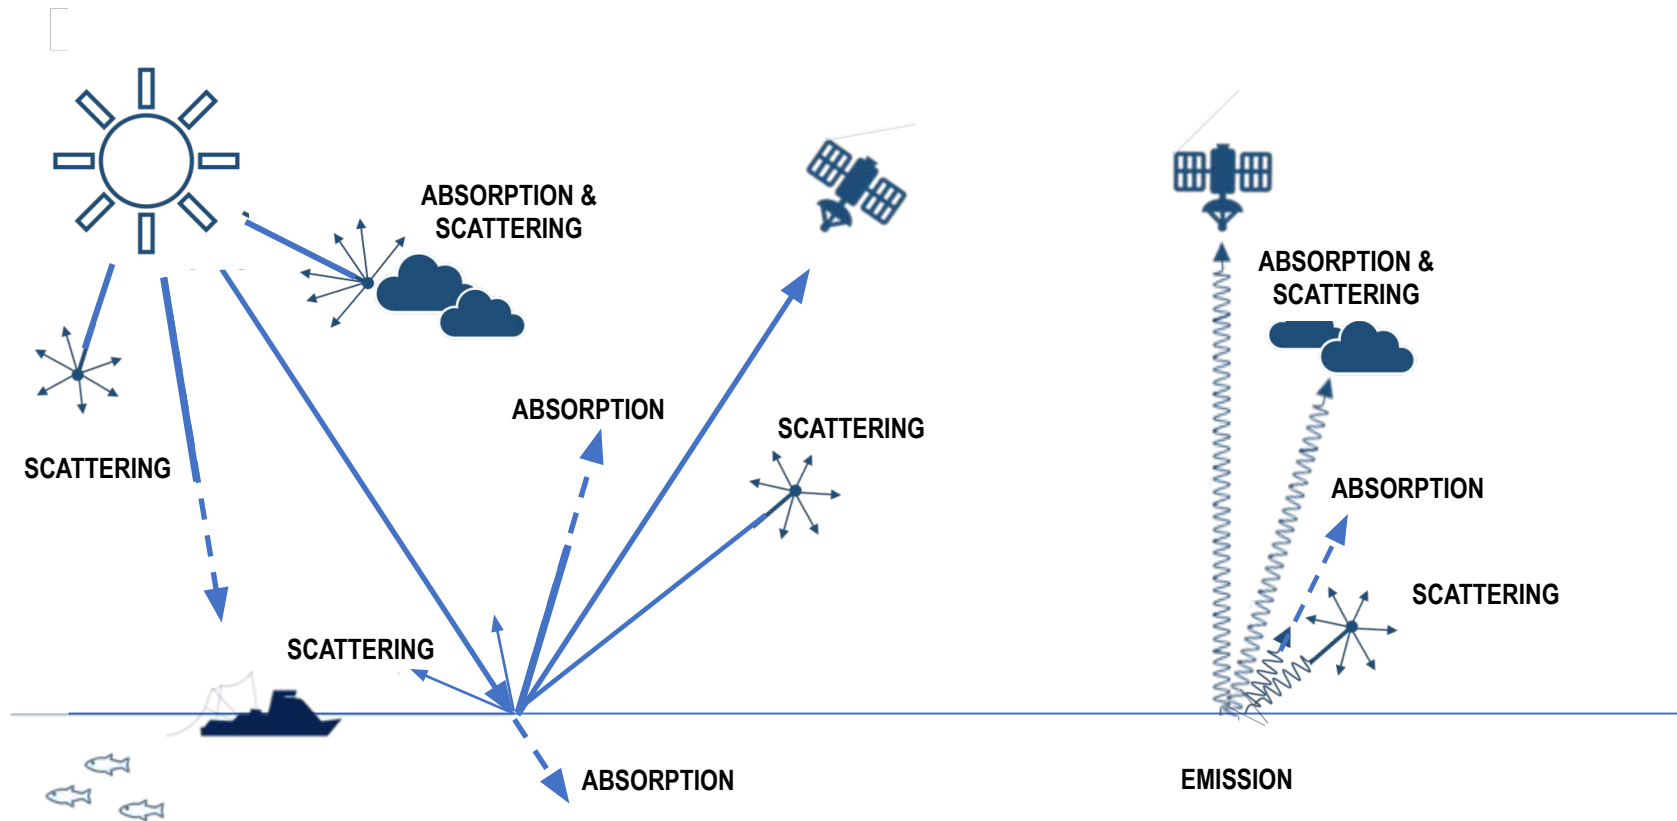 ABSORPTION &
SCATTERING
ABSORPTION &
SCATTERING
ABSORPTION
SCATTERING
SCATTERING
ABSORPTION
SCATTERING
SCATTERING
ABSORPTION
EMISSION